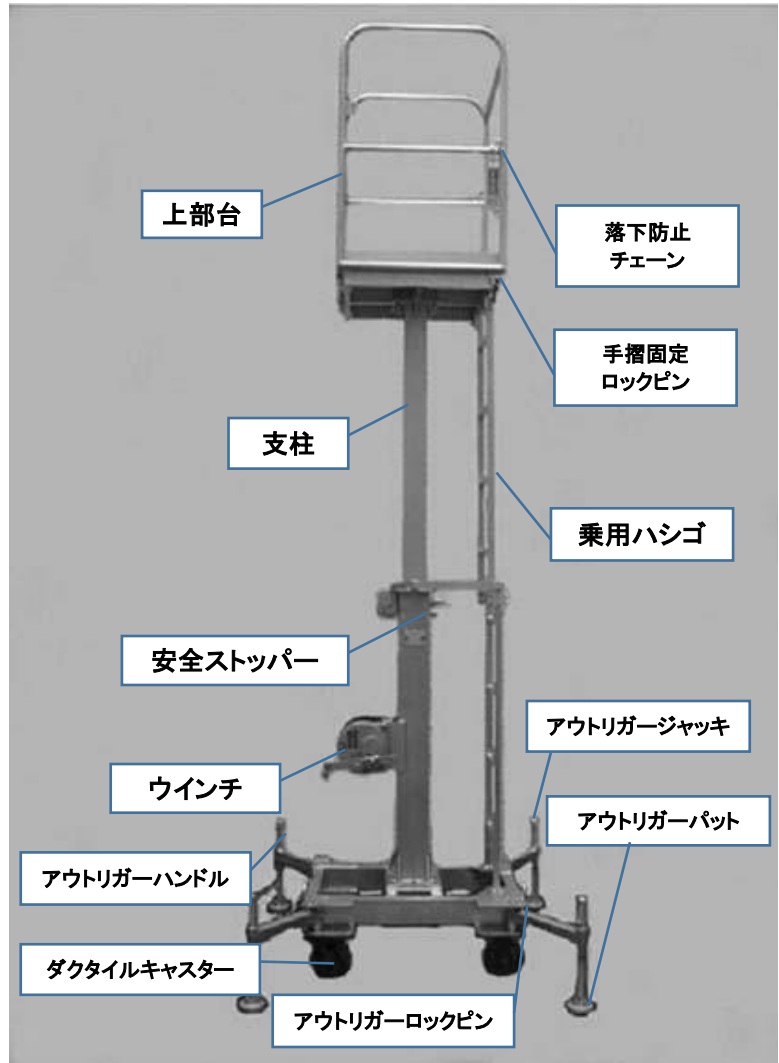 上部台
落下防止
チェーン
手摺固定
ロックピン
支柱
乗用ハシゴ
安全ストッパー
アウトリガージャッキ
ウインチ
アウトリガーパット
アウトリガーハンドル
ダクタイルキャスター
アウトリガーロックピン